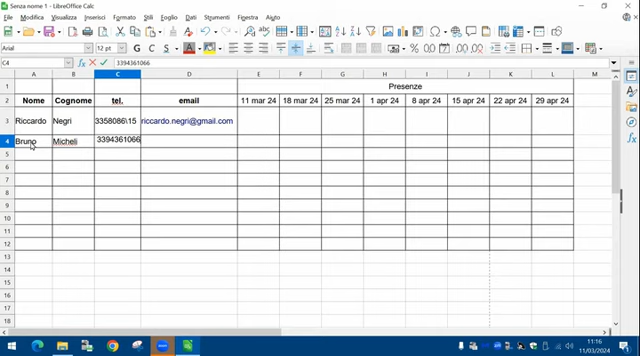 Senza nome 1 - LibreOffice Calc
File Modifica Visualizza Inserisci Formato Stili Foglio Dati Strumenti Finestra Aiuto
Arial 12 pt G C S
C4 3394361066
A B C D E F G H I J K L M
1 Presenze
2 Nome Cognome tel. email 11 mar 24 18 mar 24 25 mar 24 1 apr 24 8 apr 24 15 apr 24 22 apr 24 29 apr 24
3 Riccardo Negri 3358086\15 riccardo.negri@gmail.com
4 Bruno Micheli 3394361066
5
6
7
8
9
10
11
12
13
14
15
16
17
18
11:16
11/03/2024